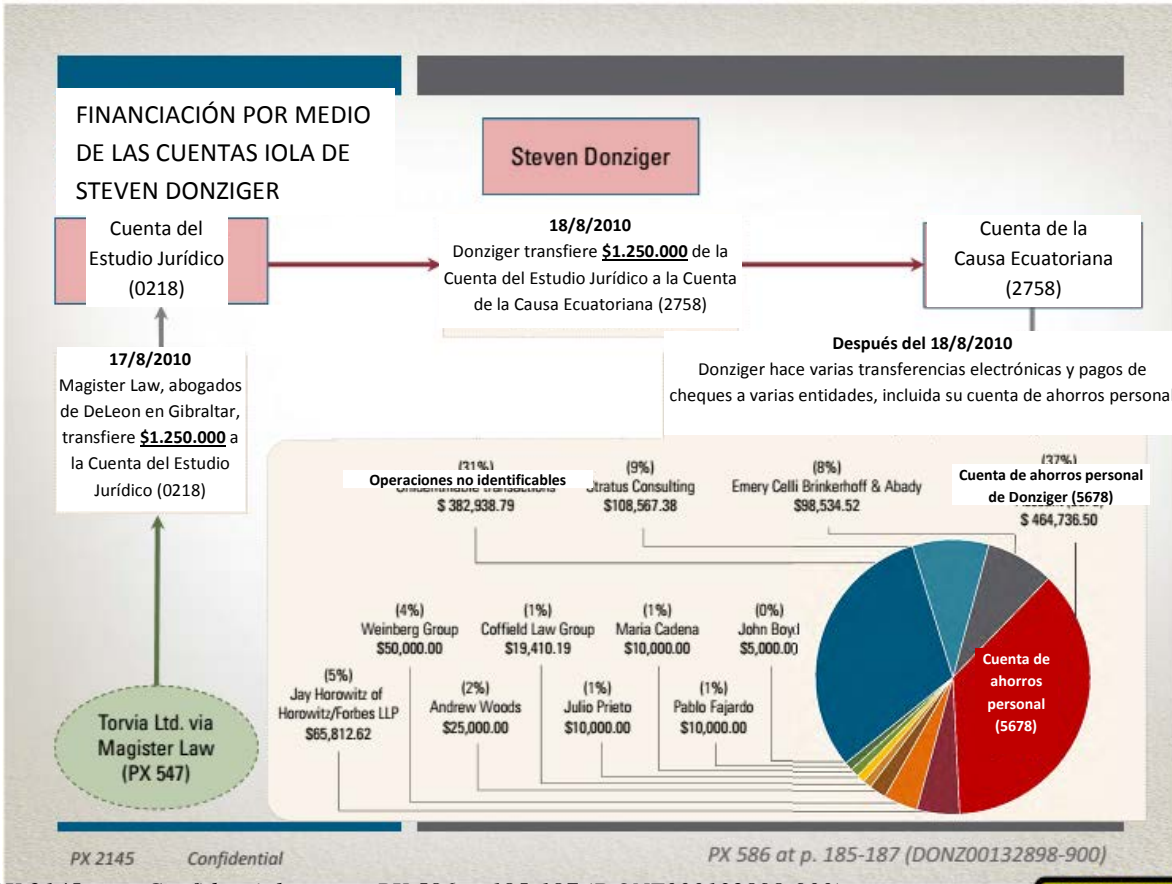 FINANCIACIÓN POR MEDIO
DE LAS CUENTAS IOLA DE
STEVEN DONZIGER
Steven Donziger
Cuenta del
Estudio Jurídico
(0218)
18/8/2010
Donziger transfiere $1.250.000 de la
Cuenta del Estudio Jurídico a la Cuenta
de la Causa Ecuatoriana (2758)
Cuenta de la
Causa Ecuatoriana
(2758)
17/8/2010
Magister Law, abogados
de DeLeon en Gibraltar,
transfiere $1.250.000 a
la Cuenta del Estudio
Jurídico (0218)
Después del 18/8/2010
Donziger hace varias transferencias electrónicas y pagos de
cheques a varias entidades, incluida su cuenta de ahorros personal
(31%)
Operaciones no identificables
$ 382,938.79
(9%)
Stratus Consulting
$108,567.38
(8%)
Emery Celli Brinkerhoff & Abady
$98,534.52
(37%)
Cuenta de ahorros personal
de Donziger (5678)
$ 464,736.50
(4%)
Weinberg Group
$50,000.00
(1%)
Coffield Law Group
$19,410.19
(1%)
Maria Cadena
$10,000.00
(0%)
John Boyd
$5,000.00
(5%)
Jay Horowitz of
Horowitz/Forbes LLP
$65,812.62
(2%)
Andrew Woods
$25,000.00
(1%)
Julio Prieto
$10,000.00
(1%)
Pablo Fajardo
$10,000.00
Cuenta de
ahorros
personal
(5678)
Torvia Ltd. via
Magister Law
(PX 547)
PX 2145 Confidential
PX 586 at p. 185-187 (DONZ00132898-900)